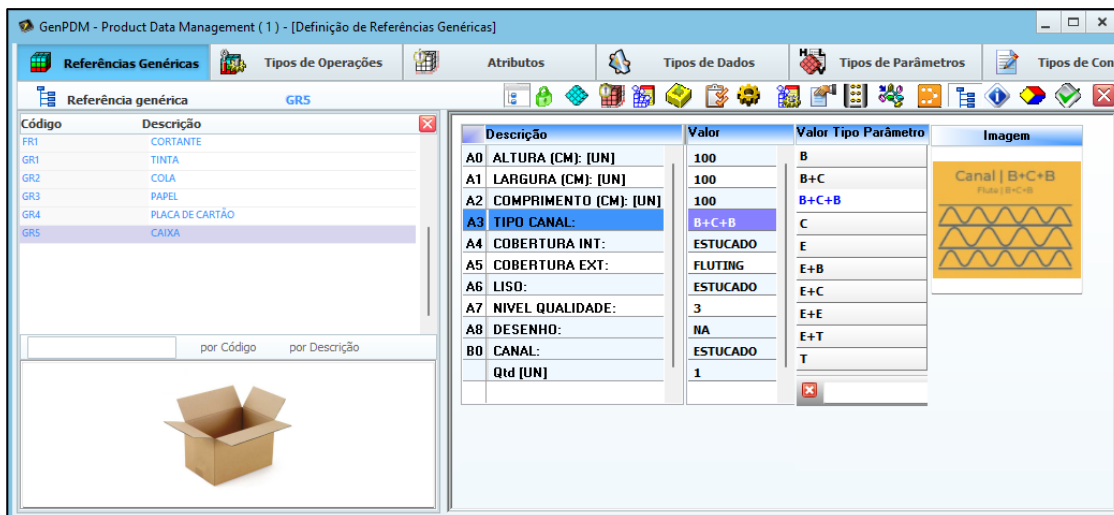 GenPDM - Product Data Management ( 1 ) - [Definição de Referências Genéricas]
Referências Genéricas Tipos de Operações Atributos Tipos de Dados Tipos de Parâmetros Tipos de Con
Referência genérica GR5
Código Descrição
FR1 CORTANTE
GR1 TINTA
GR2 COLA
GR3 PAPEL
GR4 PLACA DE CARTÃO
GR5 CAIXA
por Código por Descrição
Descrição Valor
A0 ALTURA (CM): [UN] 100
A1 LARGURA (CM): [UN] 100
A2 COMPRIMENTO (CM): [UN] 100
A3 TIPO CANAL: B+C+B
A4 COBERTURA INT: ESTUCADO
A5 COBERTURA EXT: FLUTING
A6 LISO: ESTUCADO
A7 NIVEL QUALIDADE: 3
A8 DESENHO: NA
B0 CANAL: ESTUCADO
Qtd [UN] 1
Valor Tipo Parâmetro
B
B+C
B+C+B
C
E
E+B
E+C
E+E
E+T
T
Imagem
Canal | B+C+B
Fluta | B+C+B